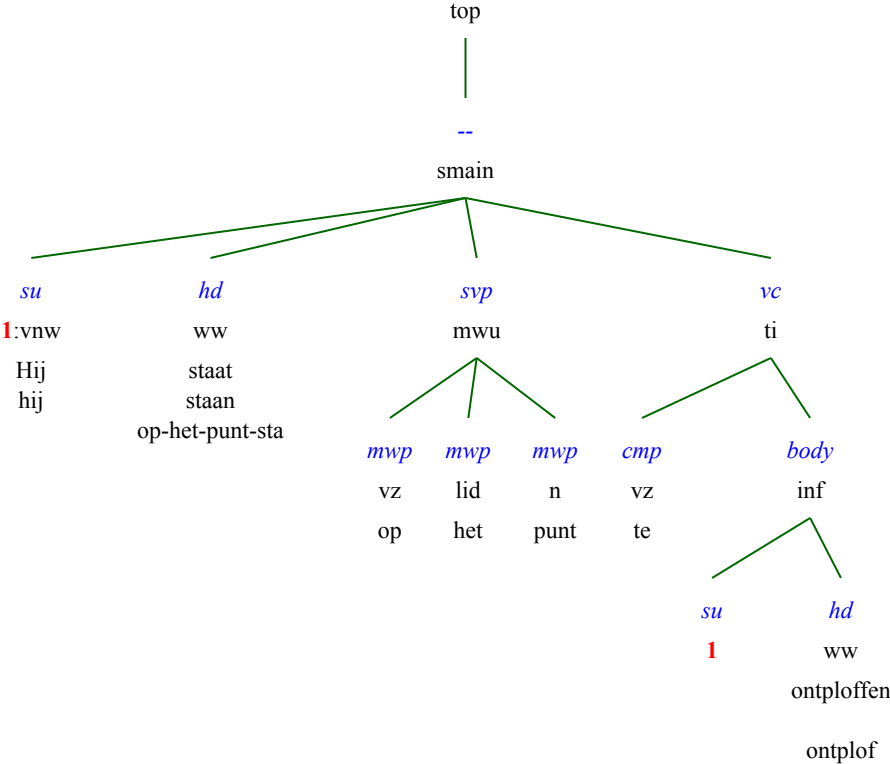 top
--
smain
su hd svp vc
1:vnw ww mwu ti
Hij staat
hij staan
op-het-punt-sta
mwp mwp mwp cmp body
vz lid n vz inf
op het punt te
su hd
1 ww
ontploffen
ontplof